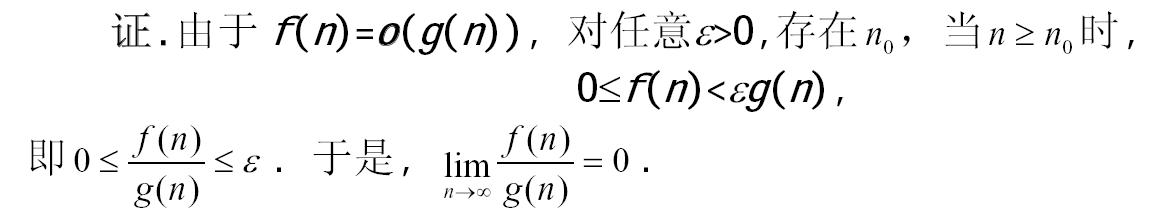 证.由于 f(n)=o(g(n)), 对任意ε>0,存在 n₀, 当 n ≥ n₀ 时,
0≤f(n)<εg(n),
即 0 ≤ f(n)/g(n) ≤ ε. 于是, lim n→∞ f(n)/g(n) = 0.